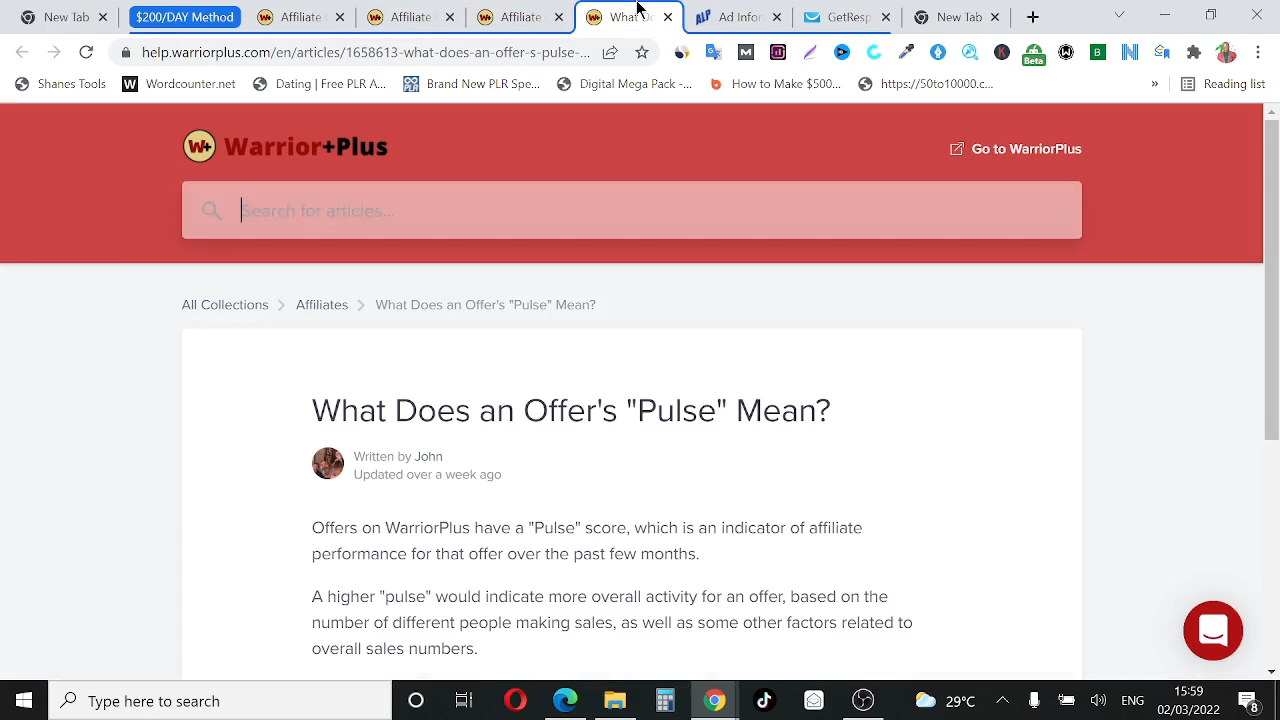 New Tab
$200/DAY Method
Affiliate
Affiliate
Affiliate
What Do
ALP
Ad Infor
Resp
New Tab
help.warriorplus.com/en/articles/1658613-what-does-an-offer-s-pulse-...
Beta
Shanes Tools
Wordcounter.net
Dating | Free PLR A...
Brand New PLR Spe...
Digital Mega Pack -...
How to Make $500...
https://50to10000.c...
»
Reading list
W+ Warrior+Plus
Go to WarriorPlus
Search for articles...
All Collections > Affiliates > What Does an Offer's "Pulse" Mean?
What Does an Offer's "Pulse" Mean?
Written by John
Updated over a week ago
Offers on WarriorPlus have a "Pulse" score, which is an indicator of affiliate
performance for that offer over the past few months.
A higher "pulse" would indicate more overall activity for an offer, based on the
number of different people making sales, as well as some other factors related to
overall sales numbers.
Type here to search
29°C
ENG
15:59
02/03/2022
8